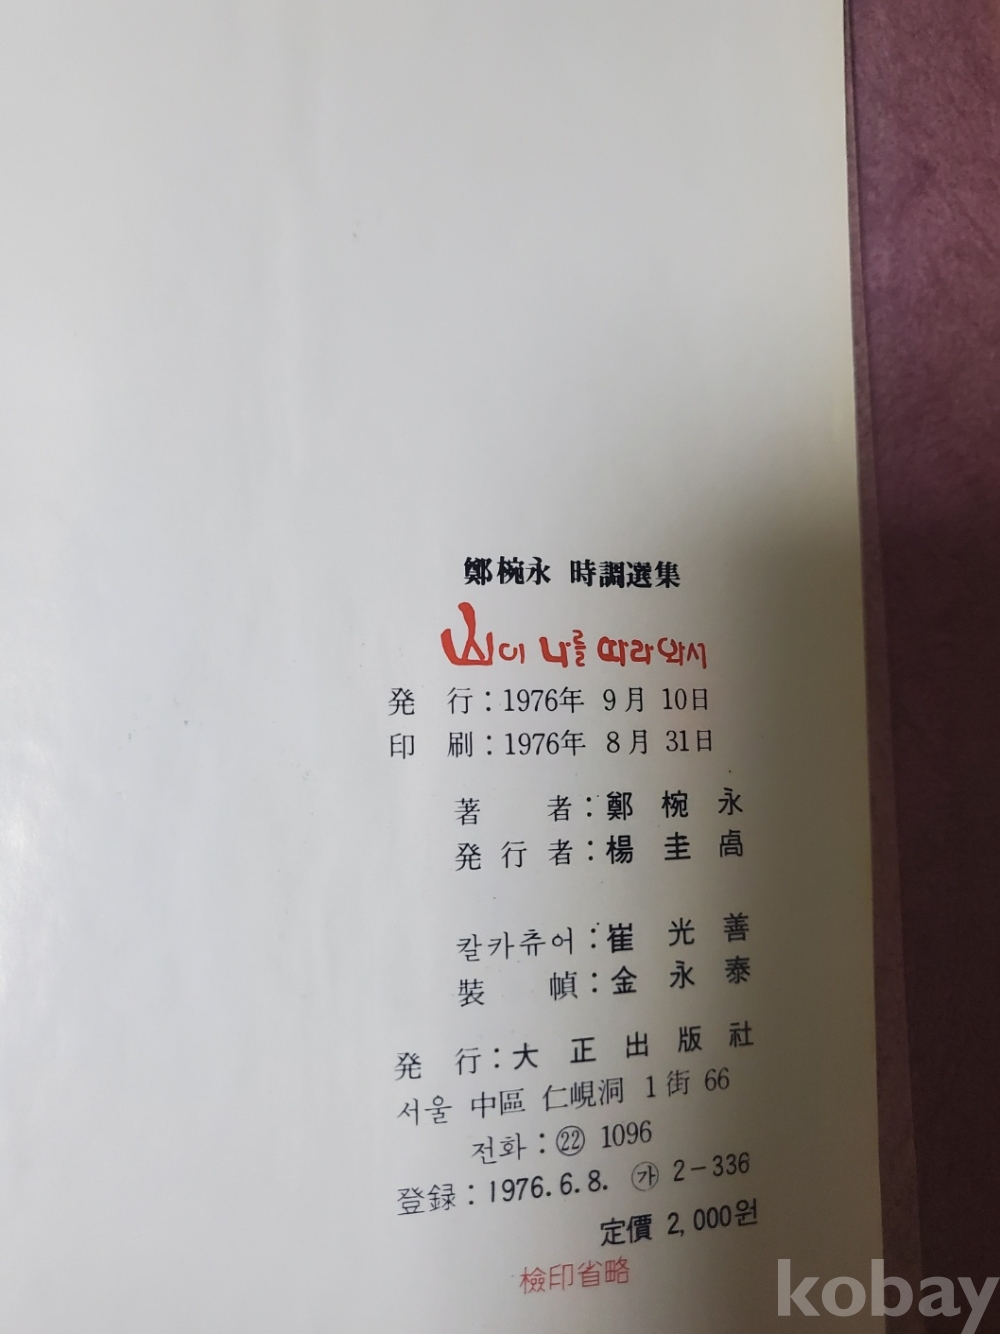 鄭椀永 時調選集
山이 나를 따라와서
発 行 : 1976年 9月 10日
印 刷 : 1976年 8月 31日
著 者 : 鄭 椀 永
発 行 者 : 楊 圭
칼카츄어 : 崔 光 善
裝 幀 : 金 永 泰
発 行 : 大 正 出 版 社
서울 中區 仁峴洞 1街 66
전화 : ㉒ 1096
登録 : 1976. 6. 8. ㉮ 2-336
定價 2,000원
檢印省略
kobay